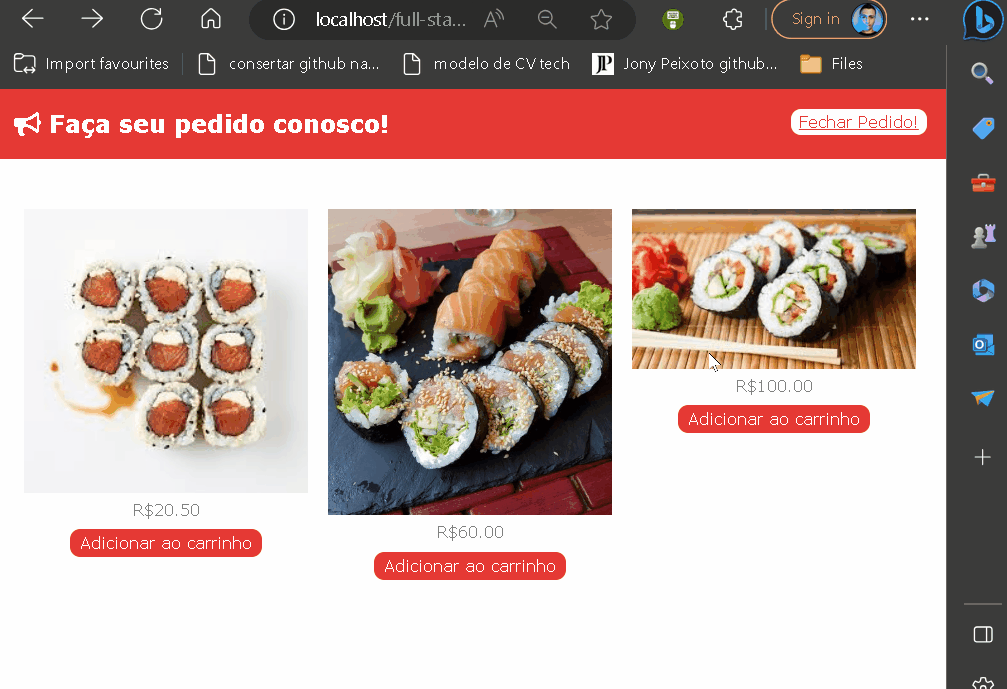 localhost/full-sta...
A
Sign in
Import favourites
consertar github na...
modelo de CV tech
JP
Jony Peixoto github...
Files
Faça seu pedido conosco!
Fechar Pedido!
R$20.50
Adicionar ao carrinho
R$60.00
Adicionar ao carrinho
R$100.00
Adicionar ao carrinho